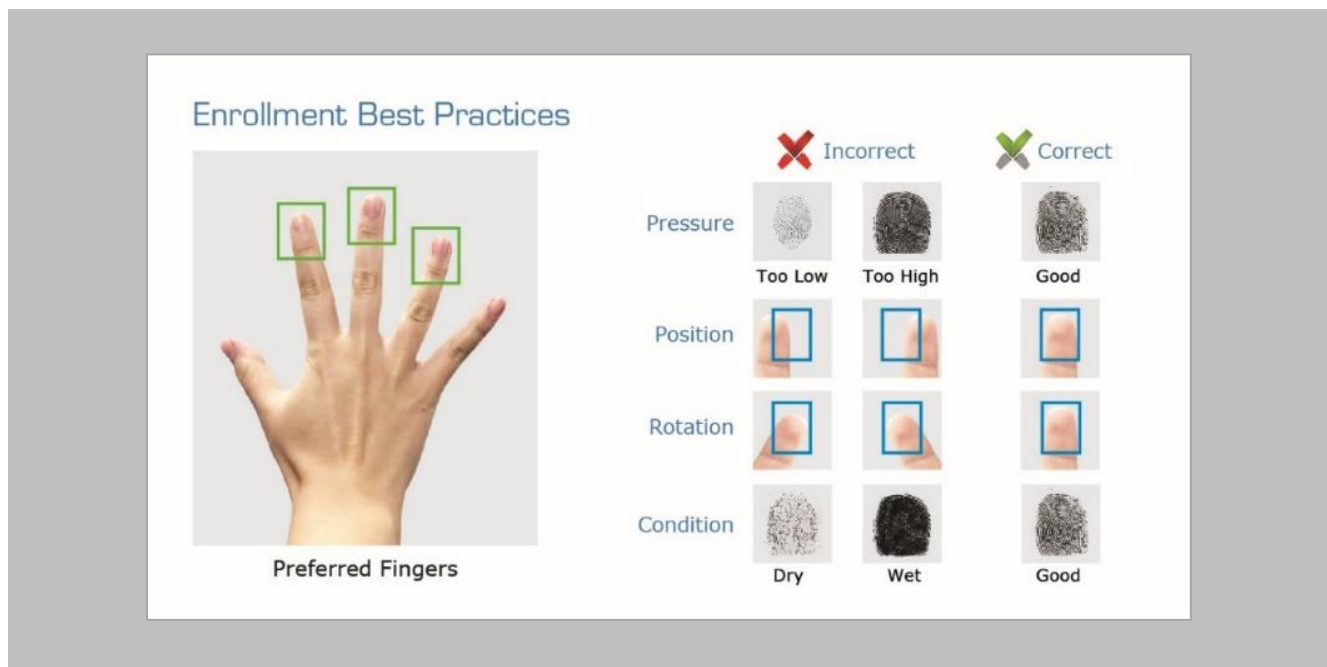 Enrollment Best Practices
Incorrect
Correct
Pressure
Too Low
Too High
Good
Position
Rotation
Condition
Dry
Wet
Good
Preferred Fingers